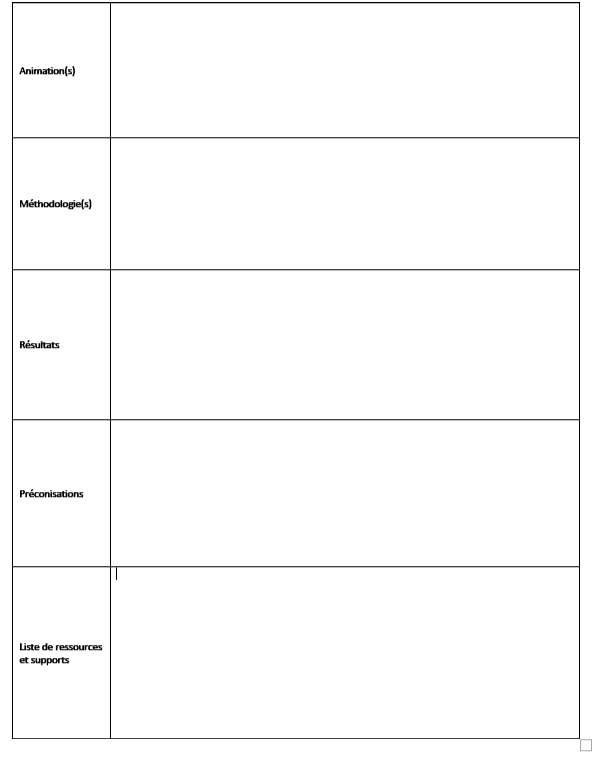 Animation(s)
Méthodologie(s)
Résultats
Préconisations
Liste de ressources
et supports